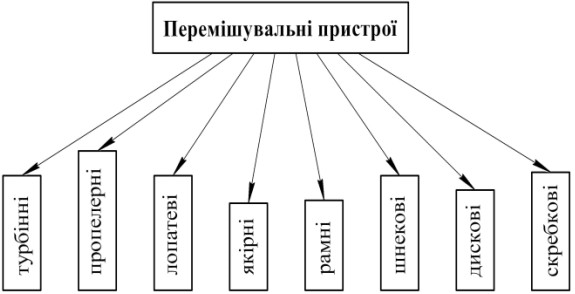 Перемішувальні пристрої
турбінні
пропелерні
лопатеві
якірні
рамні
шнекові
дискові
скребкові